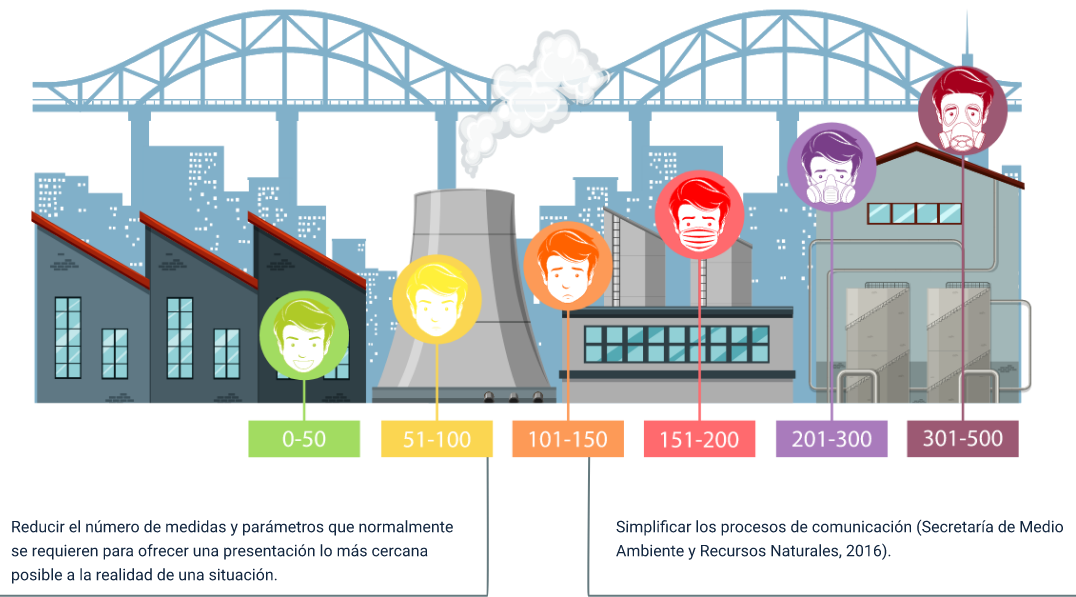 0-50
51-100
101-150
151-200
201-300
301-500
Reducir el número de medidas y parámetros que normalmente
se requieren para ofrecer una presentación lo más cercana
posible a la realidad de una situación.
Simplificar los procesos de comunicación (Secretaría de Medio
Ambiente y Recursos Naturales, 2016).